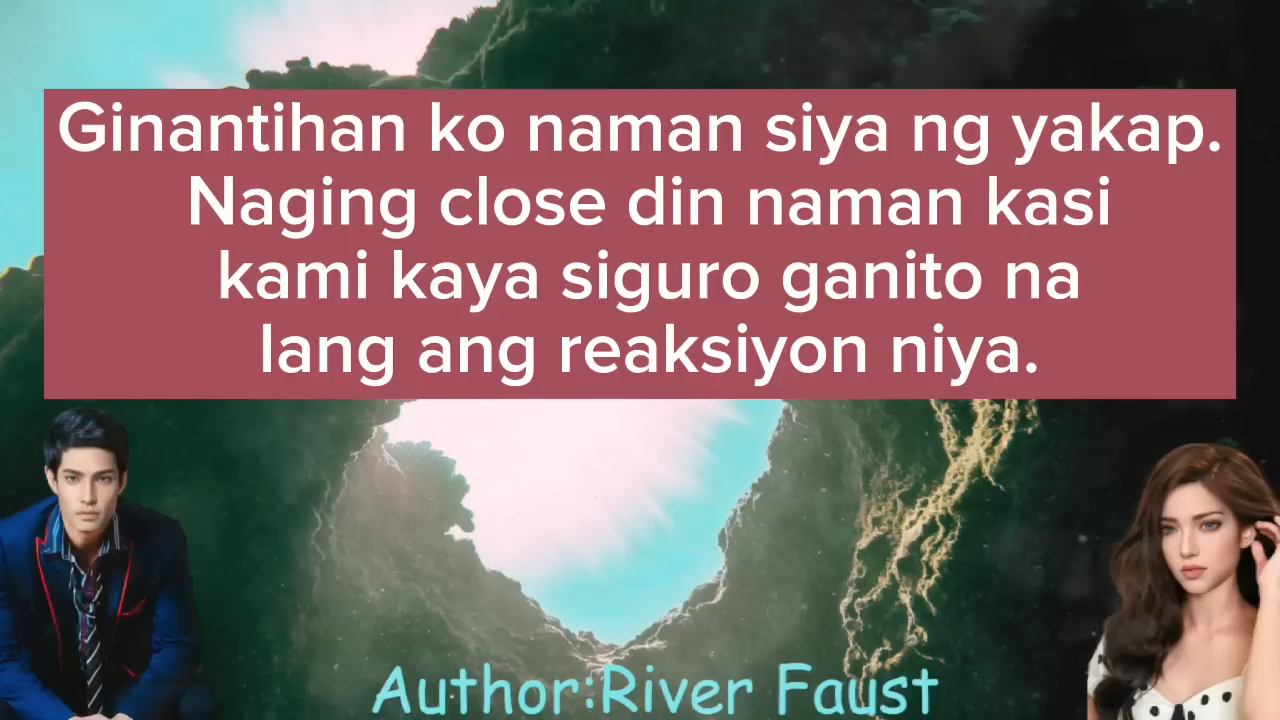 Ginantihan ko naman siya ng yakap.
Naging close din naman kasi
kami kaya siguro ganito na
lang ang reaksiyon niya.
Author:River Faust